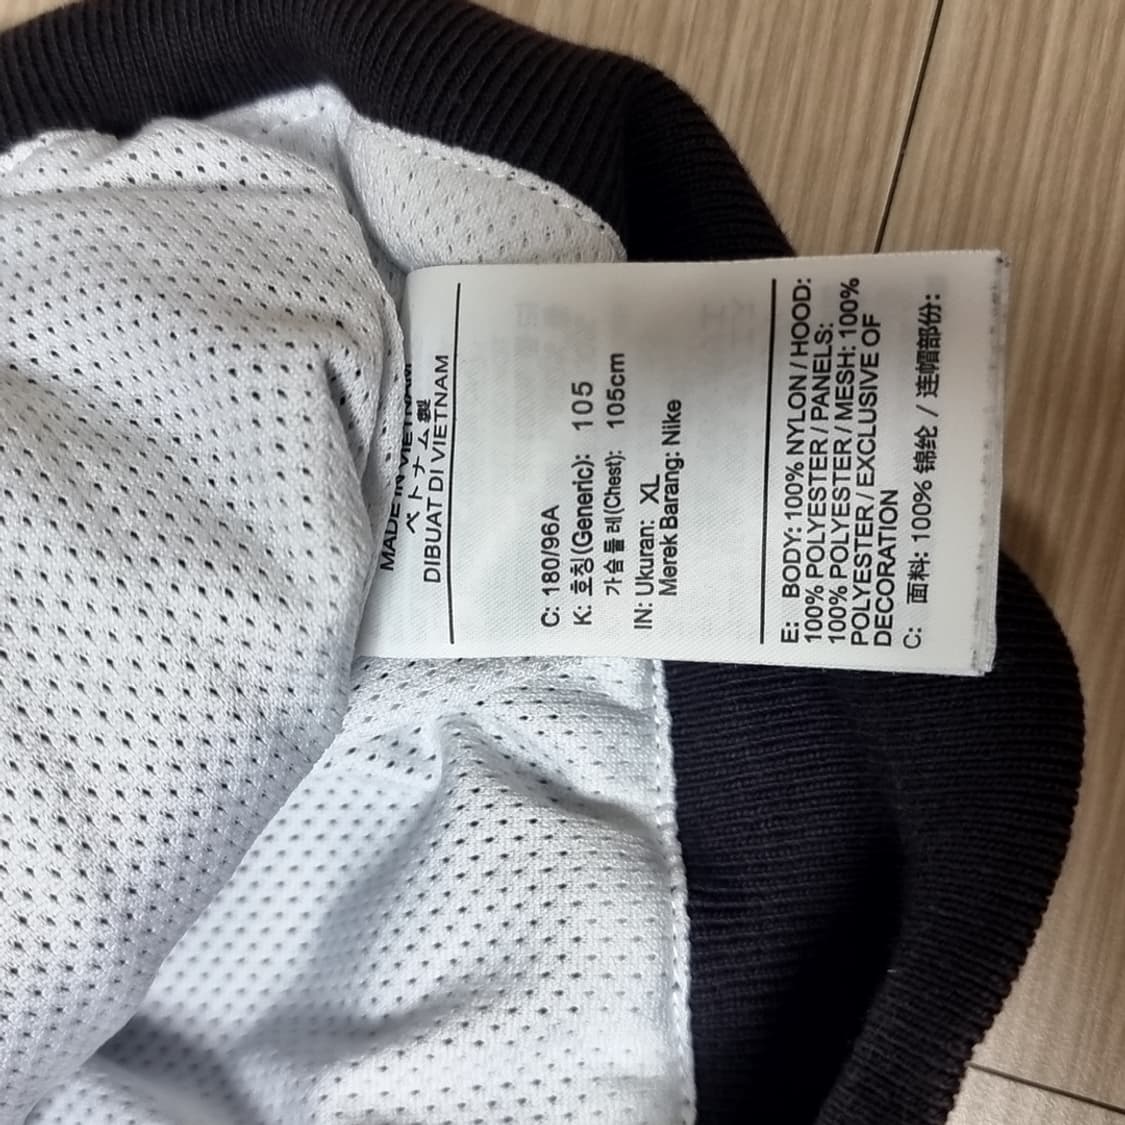 MADE IN VIETNAM
ベトナム製
DIBUAT DI VIETNAM
C: 180/96A
K: 호칭(Generic): 105
가슴둘레(Chest): 105cm
IN: Ukuran: XL
Merek Barang: Nike
E: BODY: 100% NYLON / HOOD:
100% POLYESTER / PANELS:
100% POLYESTER / MESH: 100%
POLYESTER / EXCLUSIVE OF
DECORATION
C: 面料: 100% 锦纶 / 连帽部份: